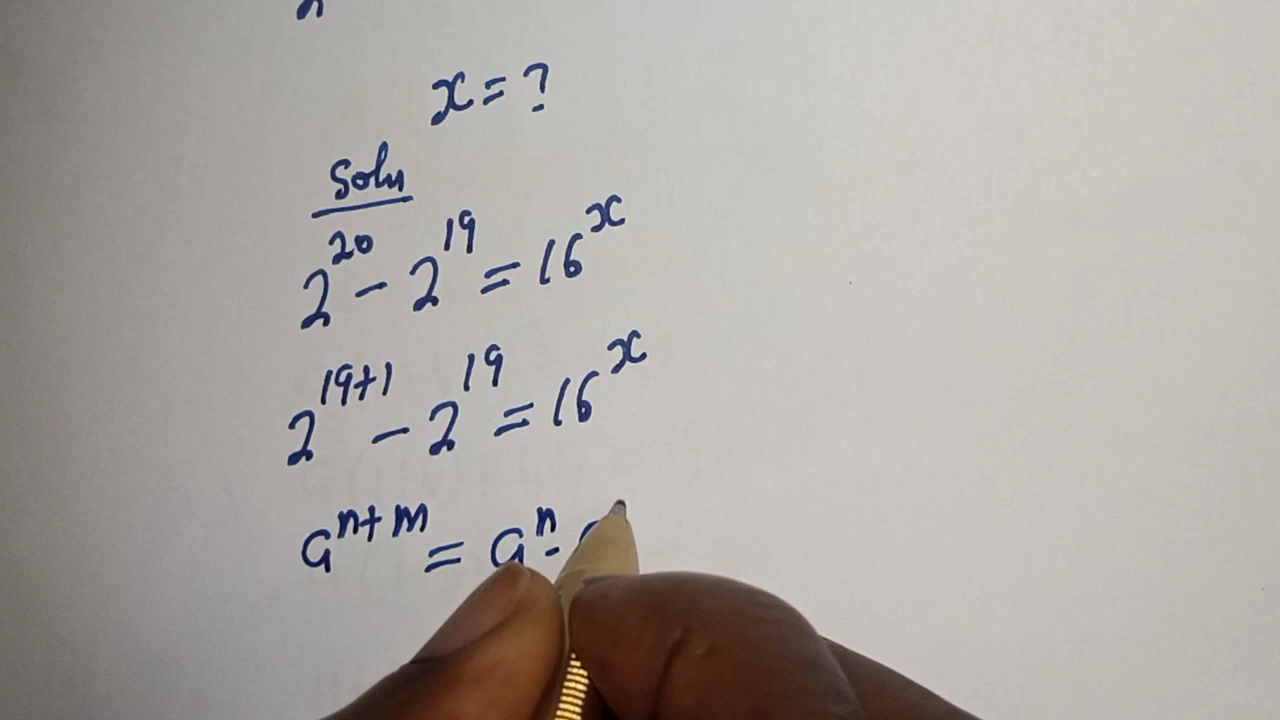 x = ?
Soln
2^20 - 2^19 = 16^x
2^19+1 - 2^19 = 16^x
a^n+m = a^n ·